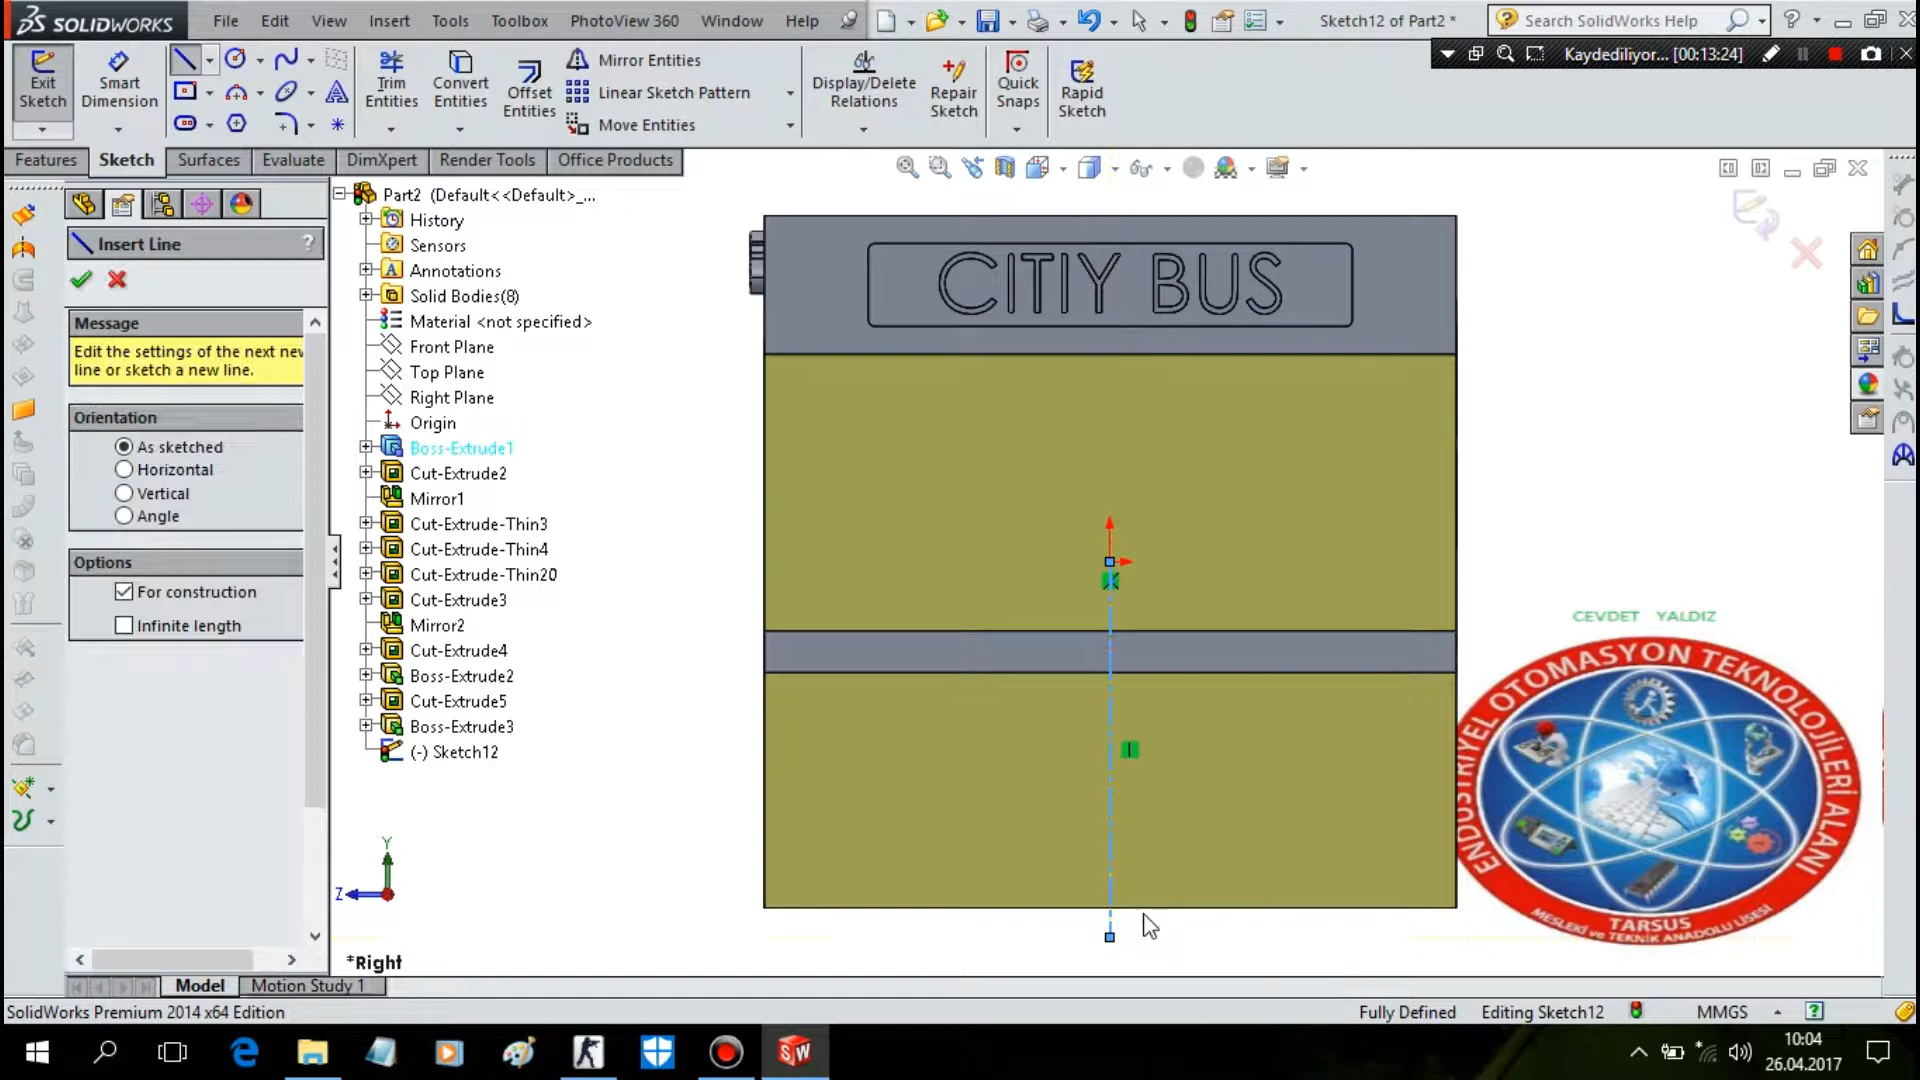 SOLIDWORKS File Edit View Insert Tools Toolbox PhotoView 360 Window Help Sketch12 of Part2 * Search SolidWorks Help
Kaydediliyor... [00:13:24]
Exit Sketch
Smart Dimension
Trim Entities
Convert Entities
Offset Entities
Mirror Entities
Linear Sketch Pattern
Move Entities
Display/Delete Relations
Repair Sketch
Quick Snaps
Rapid Sketch
Features Sketch Surfaces Evaluate DimXpert Render Tools Office Products
Insert Line ?
Message
Edit the settings of the next new
line or sketch a new line.
Orientation
As sketched
Horizontal
Vertical
Angle
Options
For construction
Infinite length
Part2 (Default<<Default>_...
History
Sensors
Annotations
Solid Bodies(8)
Material <not specified>
Front Plane
Top Plane
Right Plane
Origin
Boss-Extrude1
Cut-Extrude2
Mirror1
Cut-Extrude-Thin3
Cut-Extrude-Thin4
Cut-Extrude-Thin20
Cut-Extrude3
Mirror2
Cut-Extrude4
Boss-Extrude2
Cut-Extrude5
Boss-Extrude3
(-) Sketch12
CITIY BUS
CEVDET YALDIZ
ENDÜSTRİYEL OTOMASYON TEKNOLOJİLERİ ALANI
TARSUS
MESLEKİ ve TEKNİK ANADOLU LİSESİ
Y
Z
*Right
Model Motion Study 1
SolidWorks Premium 2014 x64 Edition Fully Defined Editing Sketch12 MMGS
SW
10:04
26.04.2017